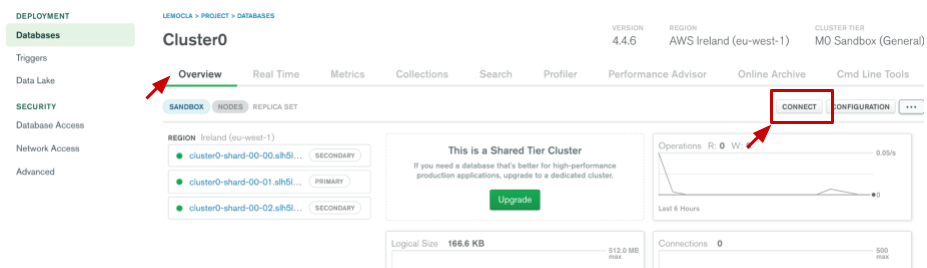 DEPLOYMENT
Databases
Triggers
Data Lake
SECURITY
Database Access
Network Access
Advanced
LEMOCLA > PROJECT > DATABASES
Cluster0
VERSION
4.4.6
REGION
AWS Ireland (eu-west-1)
CLUSTER TIER
M0 Sandbox (General)
Overview Real Time Metrics Collections Search Profiler Performance Advisor Online Archive Cmd Line Tools
SANDBOX NODES REPLICA SET
CONNECT CONFIGURATION ...
REGION Ireland (eu-west-1)
cluster0-shard-00-00.slh5l... SECONDARY
cluster0-shard-00-01.slh5l... PRIMARY
cluster0-shard-00-02.slh5l... SECONDARY
This is a Shared Tier Cluster
If you need a database that's better for high-performance
production applications, upgrade to a dedicated cluster.
Upgrade
Operations R: 0 W: 0
0.05/s
0
Last 6 Hours
Logical Size 166.6 KB
512.0 MB
max
Connections 0
500
max